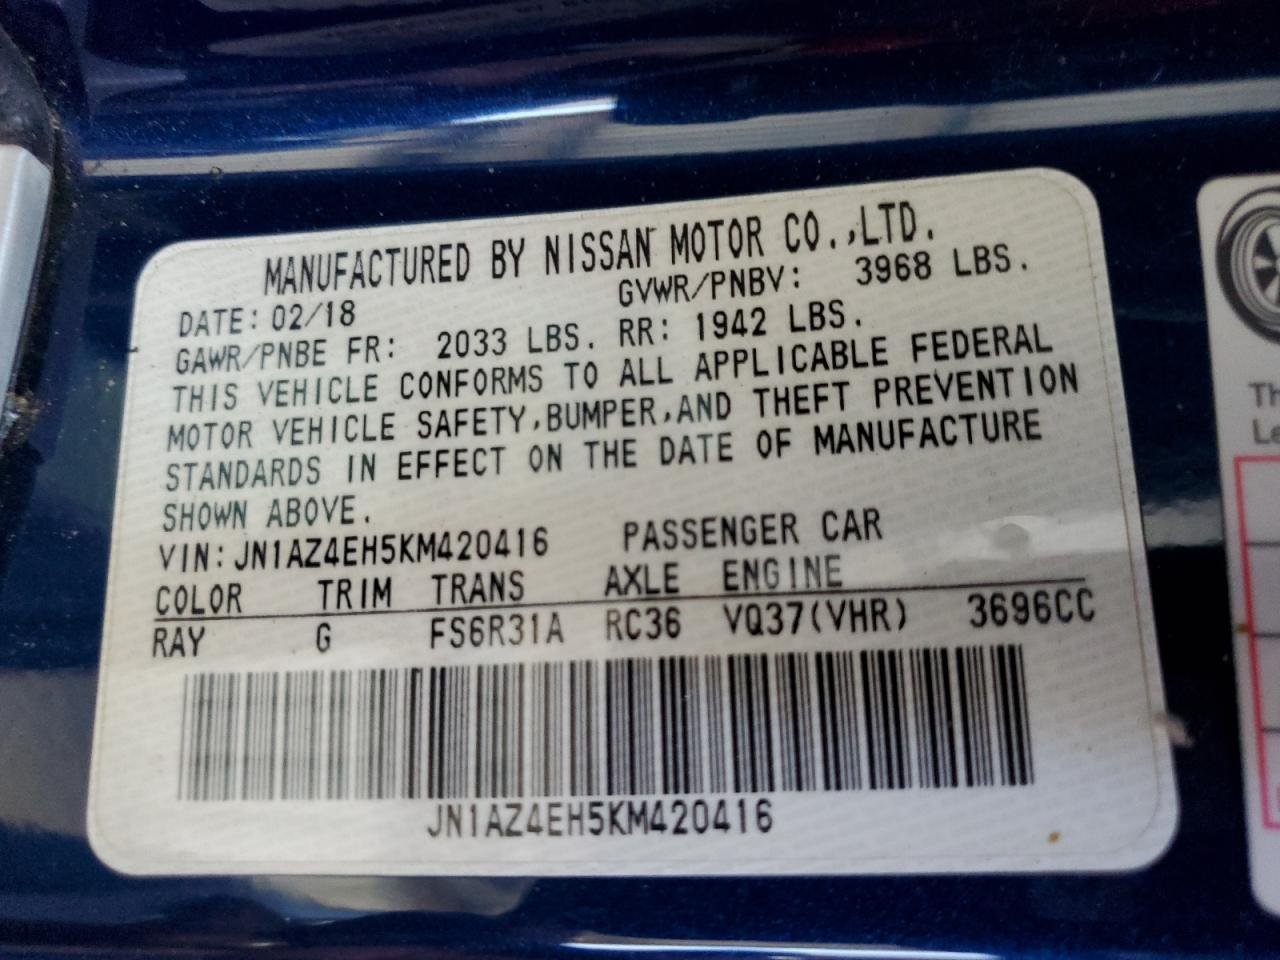 MANUFACTURED BY NISSAN MOTOR CO.,LTD.
DATE: 02/18 GVWR/PNBV: 3968 LBS.
GAWR/PNBE FR: 2033 LBS. RR: 1942 LBS.
THIS VEHICLE CONFORMS TO ALL APPLICABLE FEDERAL
MOTOR VEHICLE SAFETY,BUMPER,AND THEFT PREVENTION
STANDARDS IN EFFECT ON THE DATE OF MANUFACTURE
SHOWN ABOVE.
VIN:JN1AZ4EH5KM420416 PASSENGER CAR
COLOR TRIM TRANS AXLE ENGINE
RAY G FS6R31A RC36 VQ37(VHR) 3696CC
JN1AZ4EH5KM420416